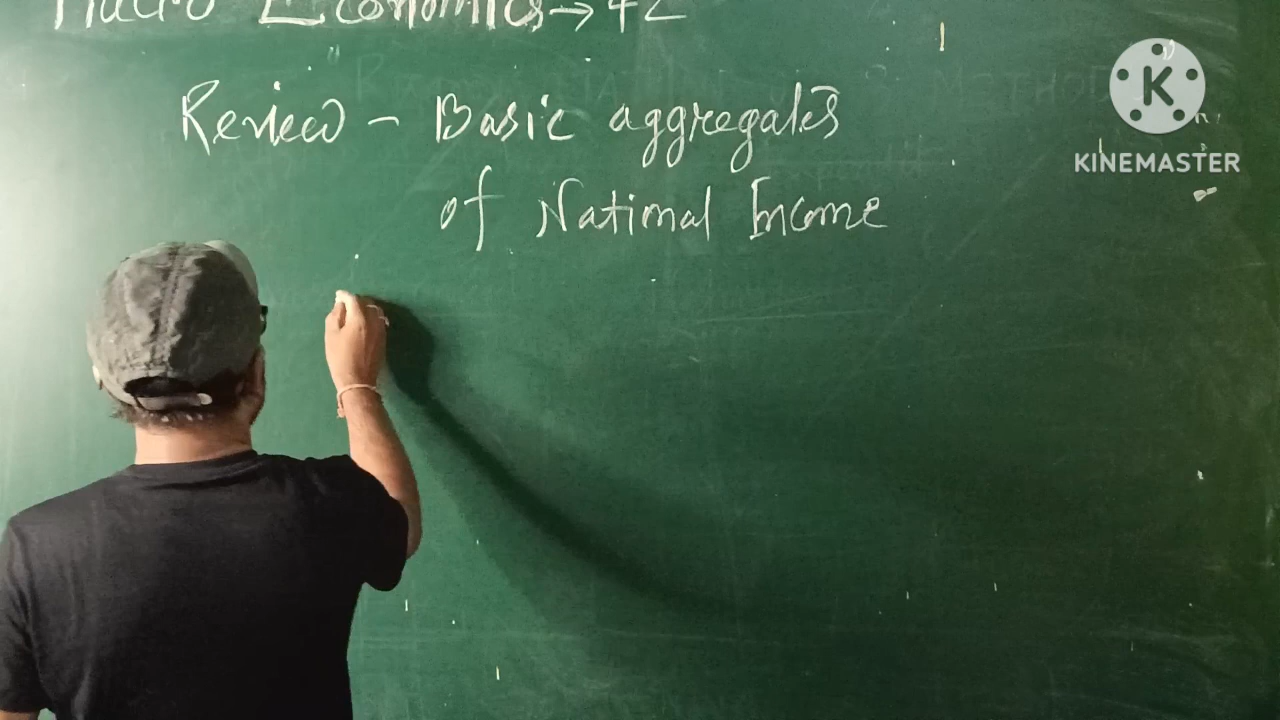 Macro Economics → 42
Review - Basic aggregates
of National Income
K
KINEMASTER